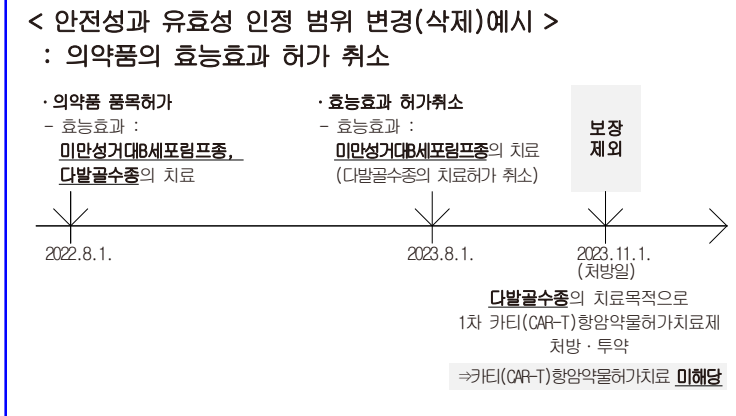 < 안전성과 유효성 인정 범위 변경(삭제)예시 >
: 의약품의 효능효과 허가 취소
· 의약품 품목허가
- 효능효과 :
미만성거대B세포림프종,
다발골수종의 치료
· 효능효과 허가취소
- 효능효과 :
미만성거대B세포림프종의 치료
(다발골수종의 치료허가 취소)
보장
제외
2022.8.1.
2023.8.1.
2023.11.1.
(처방일)
다발골수종의 치료목적으로
1차 카티(CAR-T)항암약물허가치료제
처방 · 투약
⇒카티(CAR-T)항암약물허가치료 미해당